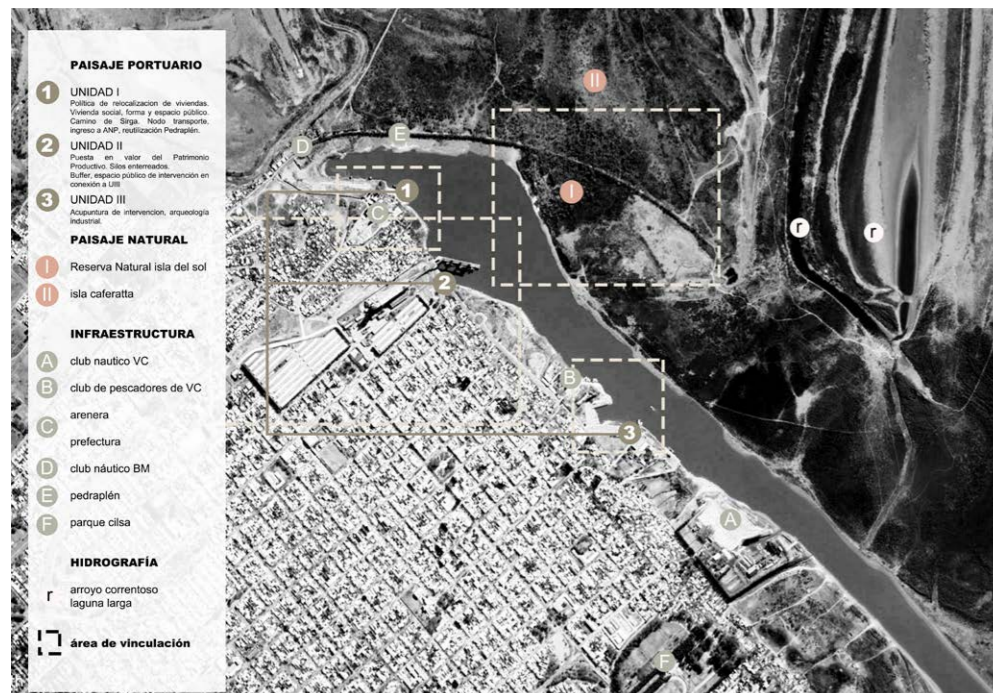 PAISAJE PORTUARIO
1
UNIDAD I
Política de relocalizacion de viviendas.
Vivienda social, forma y espacio público.
Camino de Sirga. Nodo transporte,
ingreso a ANP, reutilización Pedraplén.
2
UNIDAD II
Puesta en valor del Patrimonio
Productivo. Silos enterreados.
Buffer, espacio público de intervención en
conexión a UIII
3
UNIDAD III
Acupuntura de intervencion, arqueología
industrial.
PAISAJE NATURAL
I
Reserva Natural isla del sol
II
isla caferatta
INFRAESTRUCTURA
A
club nautico VC
B
club de pescadores de VC
C
arenera
prefectura
D
club náutico BM
E
pedraplén
F
parque cilsa
HIDROGRAFÍA
r
arroyo correntoso
laguna larga
área de vinculación
II
E
D
I
1
C
r
r
2
B
3
A
F